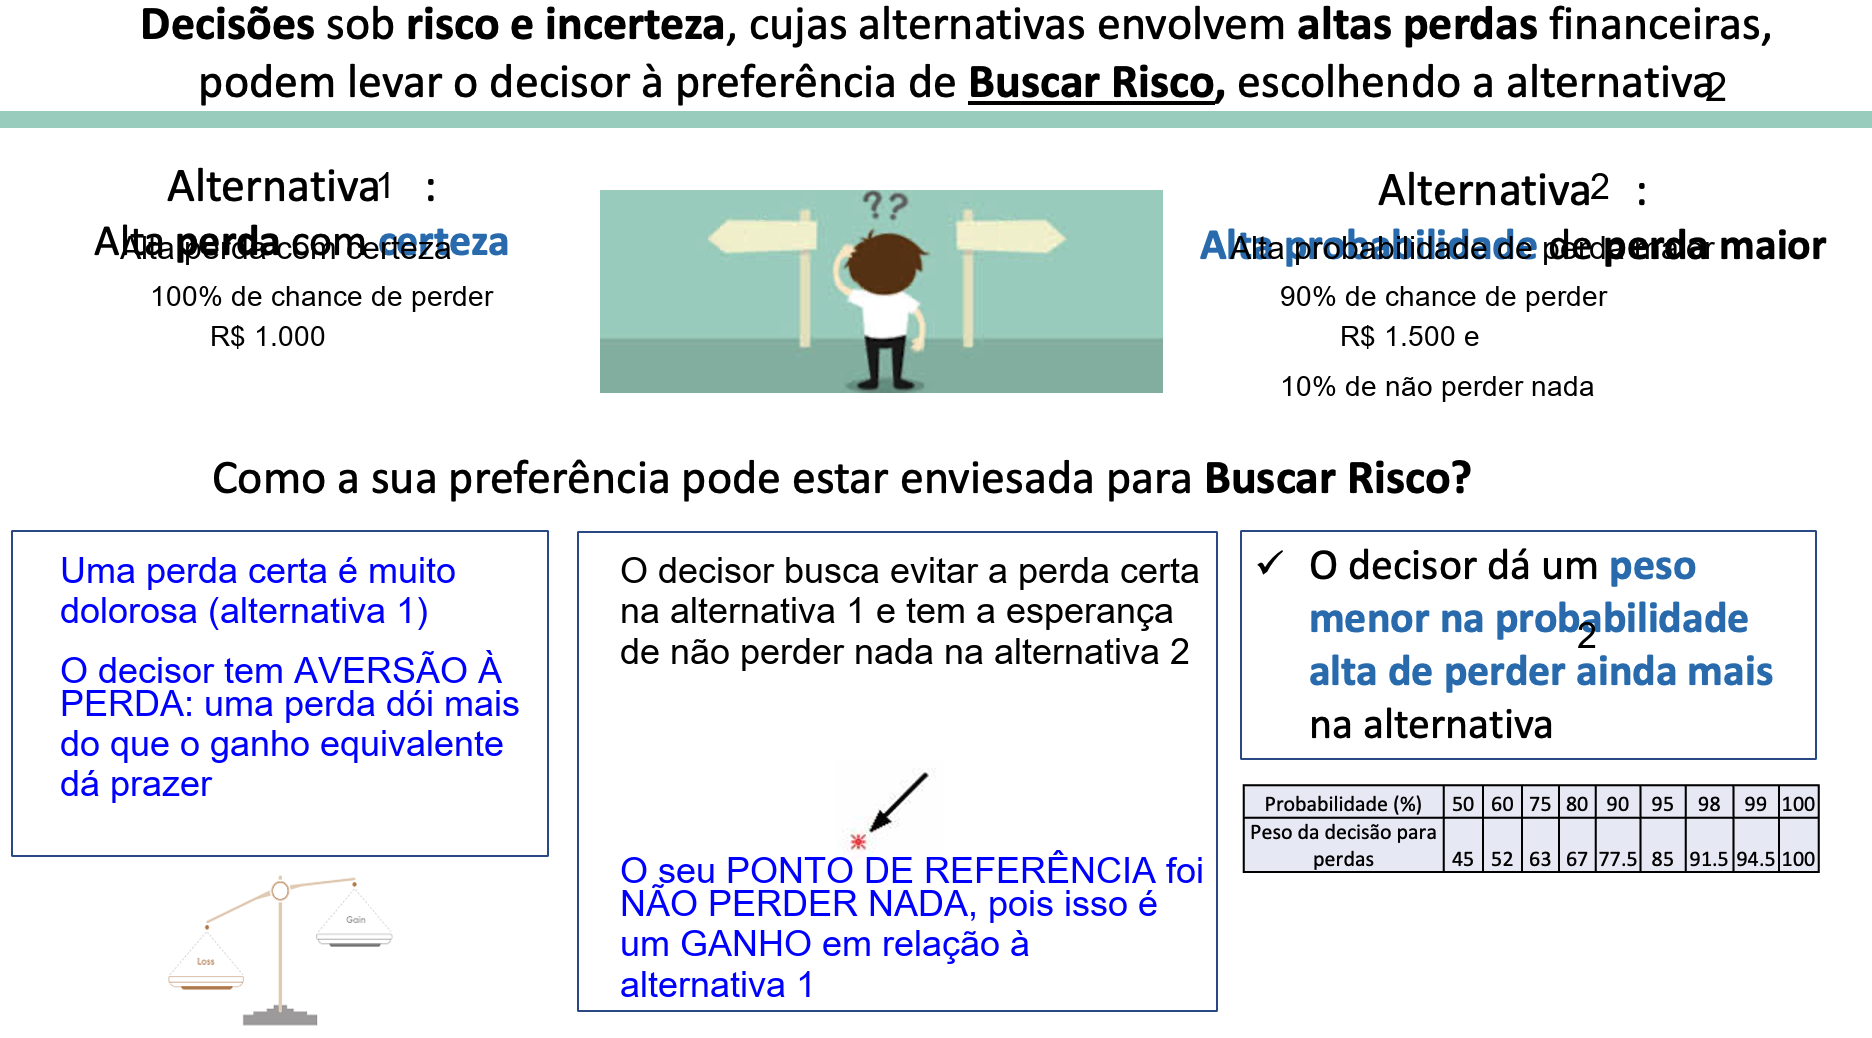 Decisões sob risco e incerteza, cujas alternativas envolvem altas perdas financeiras,
podem levar o decisor à preferência de Buscar Risco, escolhendo a alternativa 2
Alternativa 1 :
Alta perda com certeza
Alta perda com certeza
100% de chance de perder
R$ 1.000
??
Alternativa 2 :
Alta probabilidade de perda maior
Alta probabilidade de perda maior
90% de chance de perder
R$ 1.500 e
10% de não perder nada
Como a sua preferência pode estar enviesada para Buscar Risco?
Uma perda certa é muito
dolorosa (alternativa 1)
O decisor tem AVERSÃO À
PERDA: uma perda dói mais
do que o ganho equivalente
dá prazer
Loss
Gain
O decisor busca evitar a perda certa
na alternativa 1 e tem a esperança
de não perder nada na alternativa 2
O seu PONTO DE REFERÊNCIA foi
NÃO PERDER NADA, pois isso é
um GANHO em relação à
alternativa 1
✓ O decisor dá um peso
menor na probabilidade
2
alta de perder ainda mais
na alternativa
Probabilidade (%) 50 60 75 80 90 95 98 99 100
Peso da decisão para
perdas 45 52 63 67 77.5 85 91.5 94.5 100